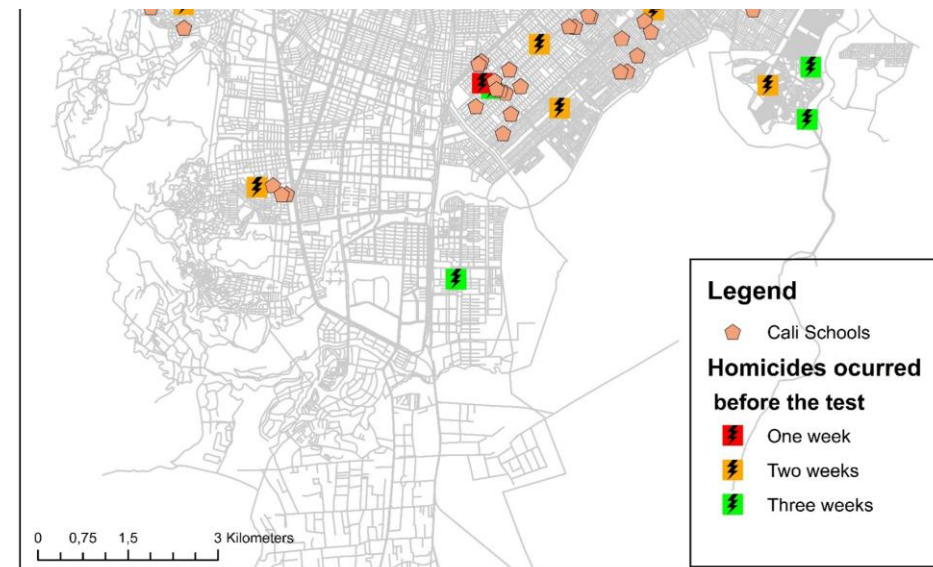 Legend
Cali Schools
Homicides ocurred
before the test
One week
Two weeks
Three weeks
0 0,75 1,5 3 Kilometers